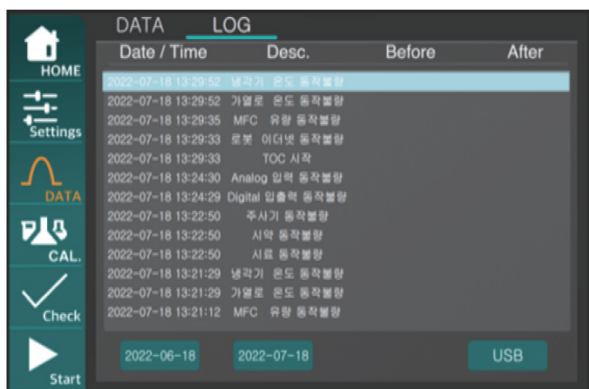 DATA LOG
HOME
Date / Time Desc. Before After
2022-07-18 13:29:52 냉각기 온도 동작불량
2022-07-18 13:29:52 가열로 온도 동작불량
2022-07-18 13:29:35 MFC 유량 동작불량
Settings
2022-07-18 13:29:33 로봇 이더넷 동작불량
2022-07-18 13:29:33 TOC 시작
2022-07-18 13:24:30 Analog 입력 동작불량
DATA
2022-07-18 13:24:29 Digital 입출력 동작불량
2022-07-18 13:22:50 주사기 동작불량
2022-07-18 13:22:50 시약 동작불량
CAL.
2022-07-18 13:22:50 시료 동작불량
2022-07-18 13:21:29 냉각기 온도 동작불량
2022-07-18 13:21:29 가열로 온도 동작불량
2022-07-18 13:21:12 MFC 유량 동작불량
Check
2022-06-18 2022-07-18 USB
Start